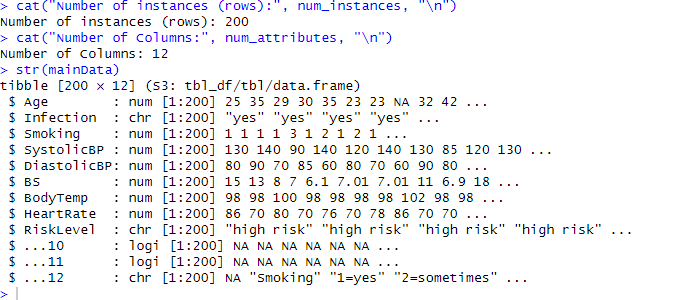 > cat("Number of instances (rows):", num_instances, "\n")
Number of instances (rows): 200
> cat("Number of Columns:", num_attributes, "\n")
Number of Columns: 12
> str(mainData)
tibble [200 × 12] (S3: tbl_df/tbl/data.frame)
$ Age : num [1:200] 25 35 29 30 35 23 23 NA 32 42 ...
$ Infection : chr [1:200] "yes" "yes" "yes" "yes" ...
$ Smoking : num [1:200] 1 1 1 1 3 1 2 1 2 1 ...
$ SystolicBP : num [1:200] 130 140 90 140 120 140 130 85 120 130 ...
$ DiastolicBP: num [1:200] 80 90 70 85 60 80 70 60 90 80 ...
$ BS : num [1:200] 15 13 8 7 6.1 7.01 7.01 11 6.9 18 ...
$ BodyTemp : num [1:200] 98 98 100 98 98 98 98 102 98 98 ...
$ HeartRate : num [1:200] 86 70 80 70 76 70 78 86 70 70 ...
$ RiskLevel : chr [1:200] "high risk" "high risk" "high risk" "high risk" ...
$ ...10 : logi [1:200] NA NA NA NA NA NA ...
$ ...11 : logi [1:200] NA NA NA NA NA NA ...
$ ...12 : chr [1:200] NA "Smoking" "1=yes" "2=sometimes" ...
>